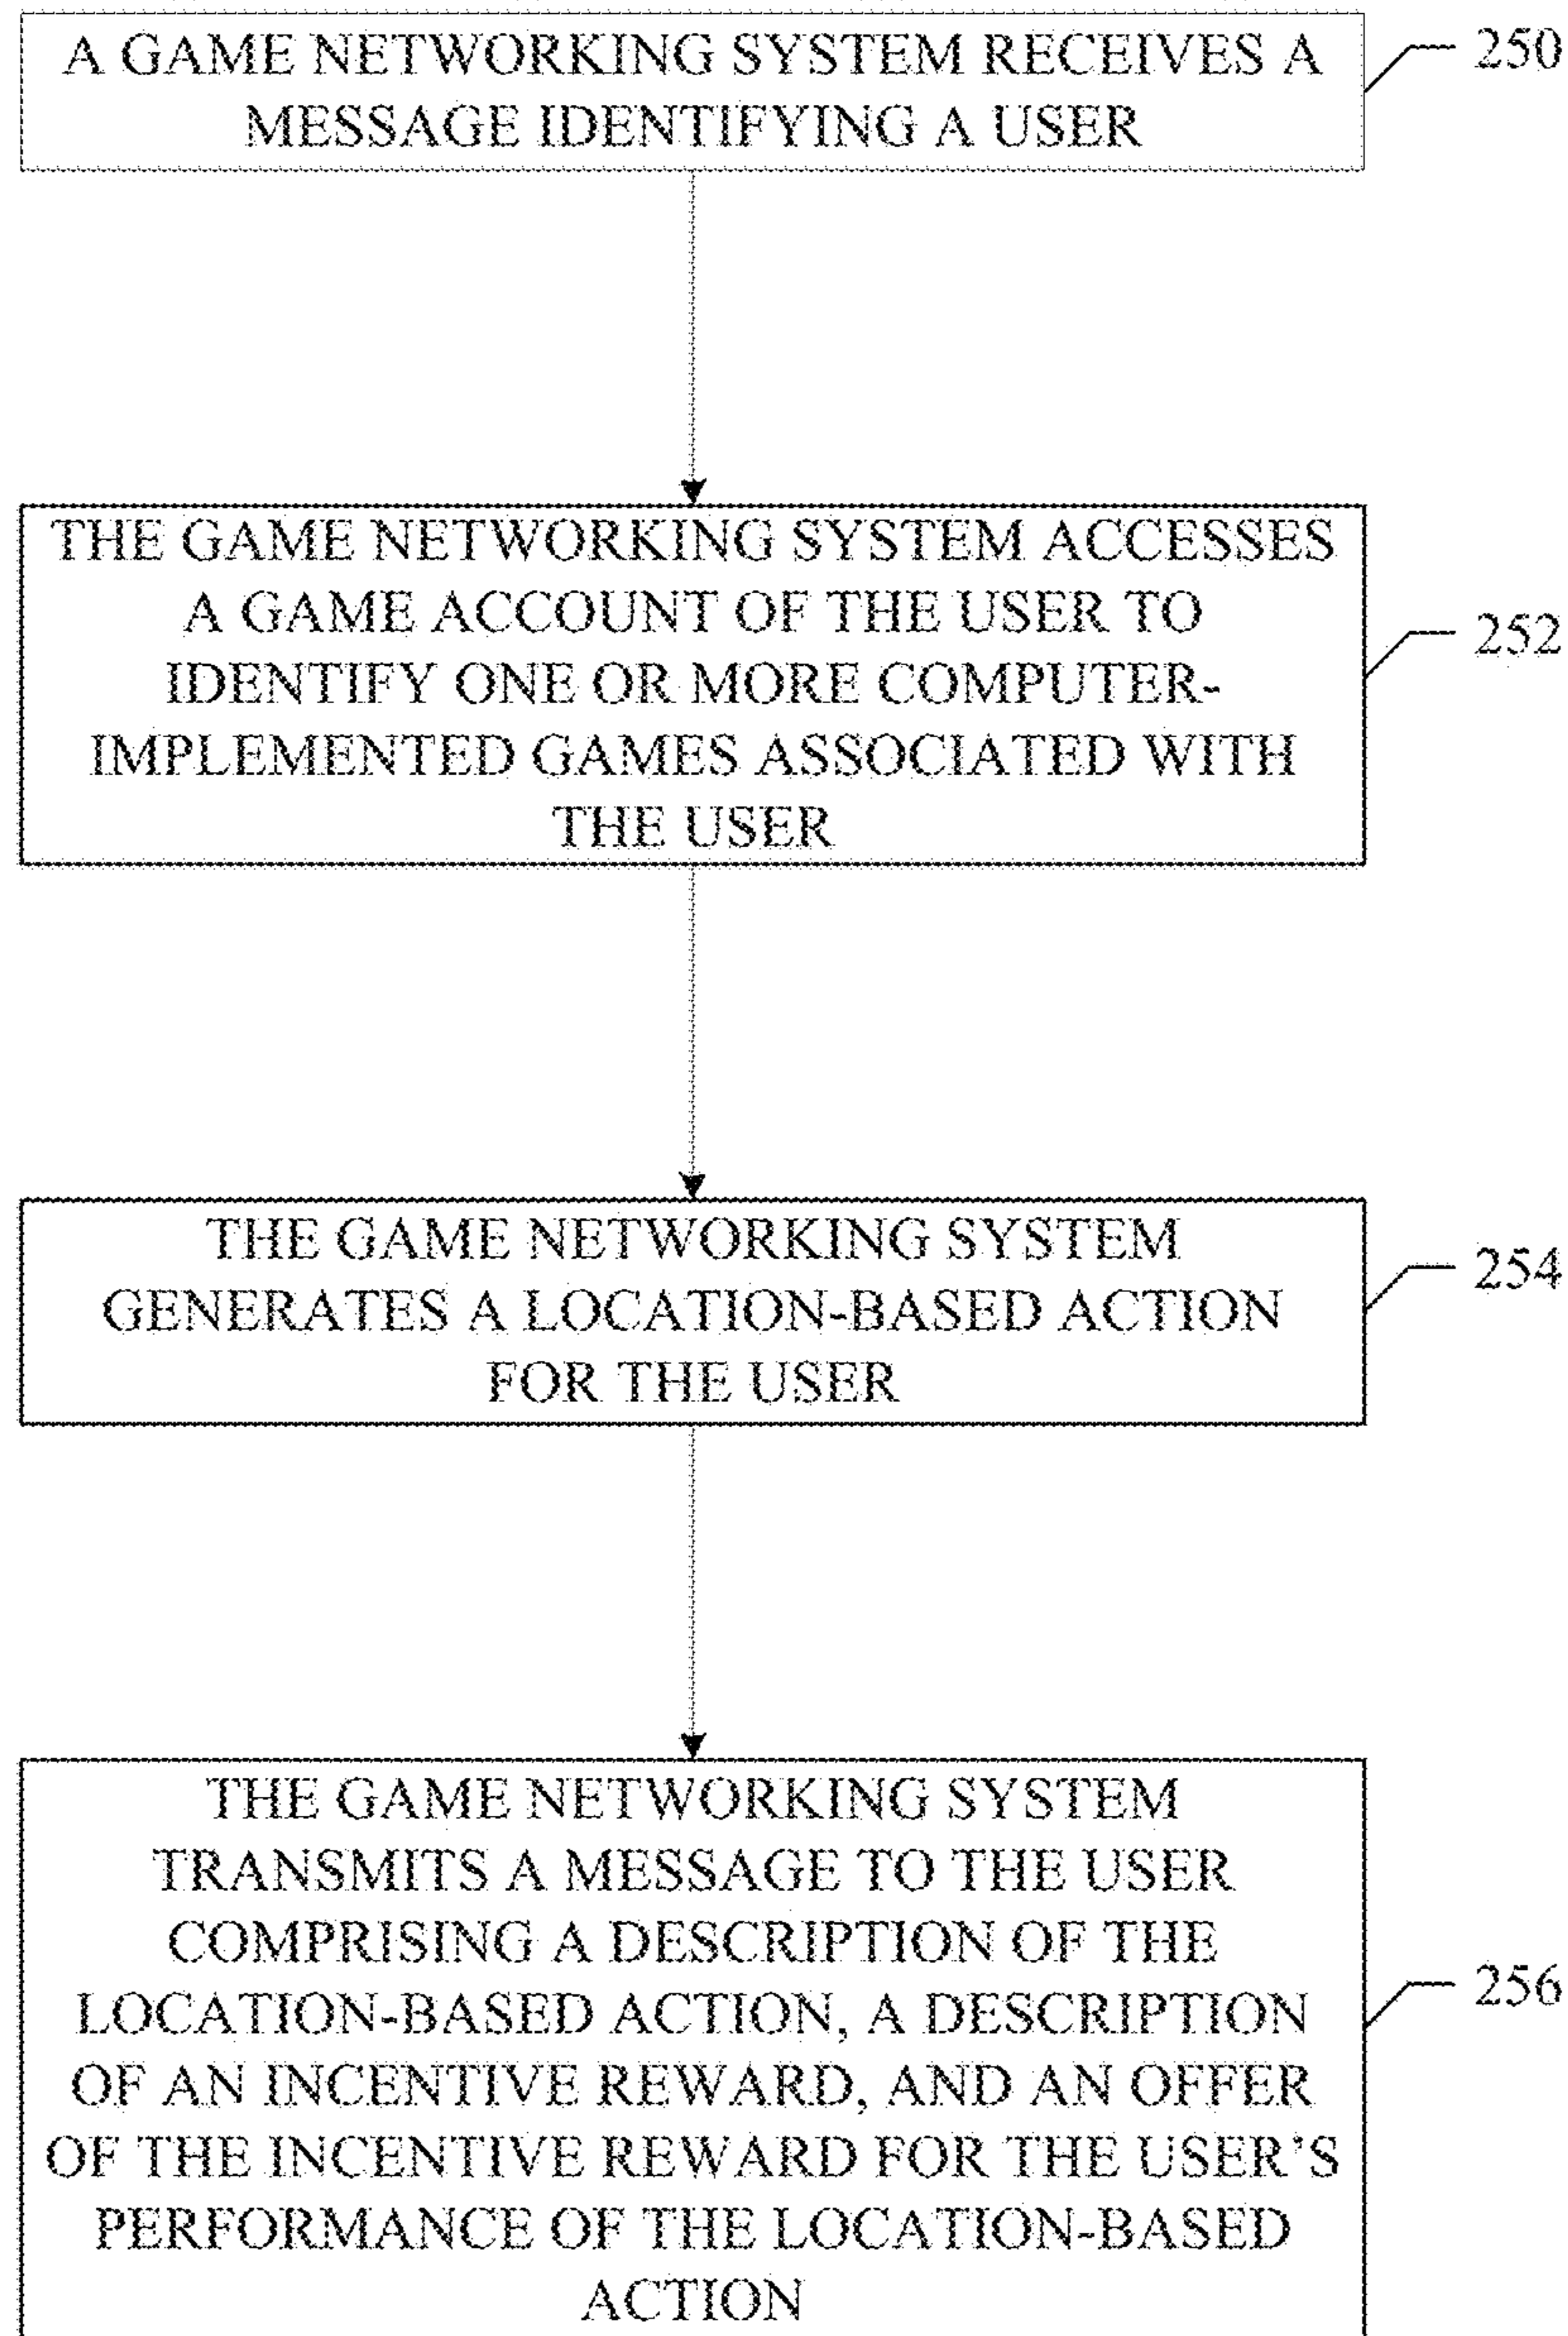 A GAME NETWORKING SYSTEM RECEIVES A
MESSAGE IDENTIFYING A USER
250
THE GAME NETWORKING SYSTEM ACCESSES
A GAME ACCOUNT OF THE USER TO
IDENTIFY ONE OR MORE COMPUTER-
IMPLEMENTED GAMES ASSOCIATED WITH
THE USER
252
THE GAME NETWORKING SYSTEM
GENERATES A LOCATION-BASED ACTION
FOR THE USER
254
THE GAME NETWORKING SYSTEM
TRANSMITS A MESSAGE TO THE USER
COMPRISING A DESCRIPTION OF THE
LOCATION-BASED ACTION, A DESCRIPTION
OF AN INCENTIVE REWARD, AND AN OFFER
OF THE INCENTIVE REWARD FOR THE USER'S
PERFORMANCE OF THE LOCATION-BASED
ACTION
256